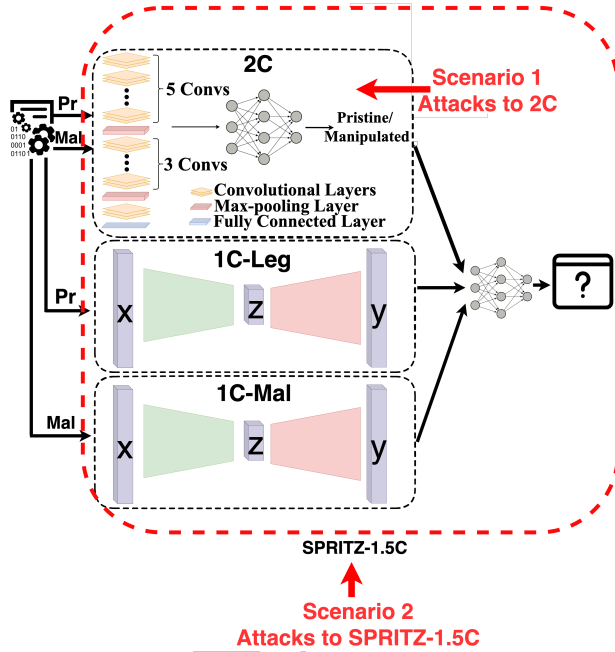 2C
Scenario 1
Attacks to 2C
Pr
Mal
01
0110
0001
0110
5 Convs
3 Convs
Pristine/
Manipulated
Convolutional Layers
Max-pooling Layer
Fully Connected Layer
1C-Leg
Pr
x
z
y
?
1C-Mal
Mal
x
z
y
SPRITZ-1.5C
Scenario 2
Attacks to SPRITZ-1.5C